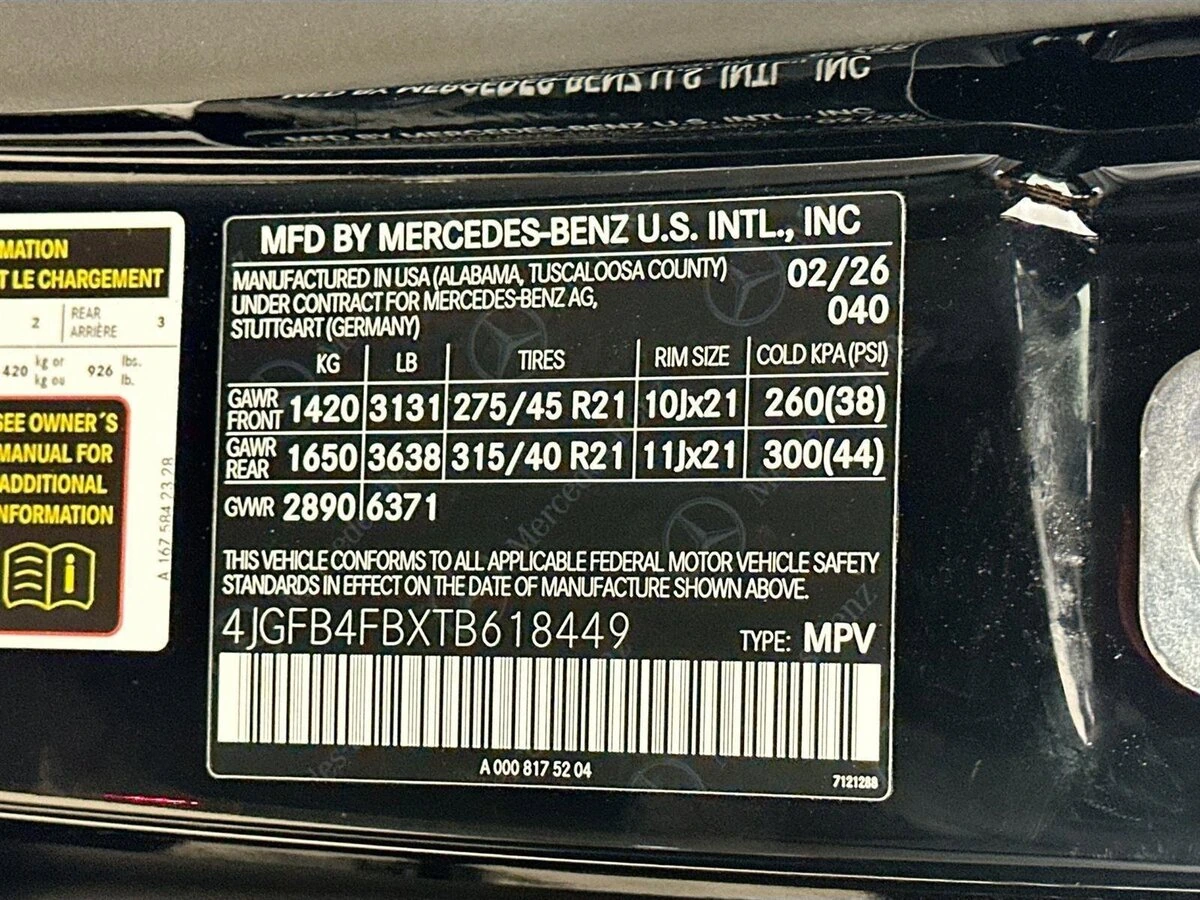 MFD BY MERCEDES-BENZ U.S. INTL., INC
MANUFACTURED IN USA (ALABAMA, TUSCALOOSA COUNTY) 02/26
UNDER CONTRACT FOR MERCEDES-BENZ AG, 040
STUTTGART (GERMANY)
KG LB TIRES RIM SIZE COLD KPA (PSI)
GAWR FRONT 1420 3131 275/45 R21 10Jx21 260(38)
GAWR REAR 1650 3638 315/40 R21 11Jx21 300(44)
GVWR 2890 6371
THIS VEHICLE CONFORMS TO ALL APPLICABLE FEDERAL MOTOR VEHICLE SAFETY
STANDARDS IN EFFECT ON THE DATE OF MANUFACTURE SHOWN ABOVE.
4JGFB4FBXTB618449 TYPE: MPV
A 000 817 52 04
7121288
MATION
T LE CHARGEMENT
2 REAR ARRIÈRE 3
420 kg or kg ou 926 lbs. lb.
SEE OWNER'S
MANUAL FOR
ADDITIONAL
NFORMATION
A 167 584 23 28